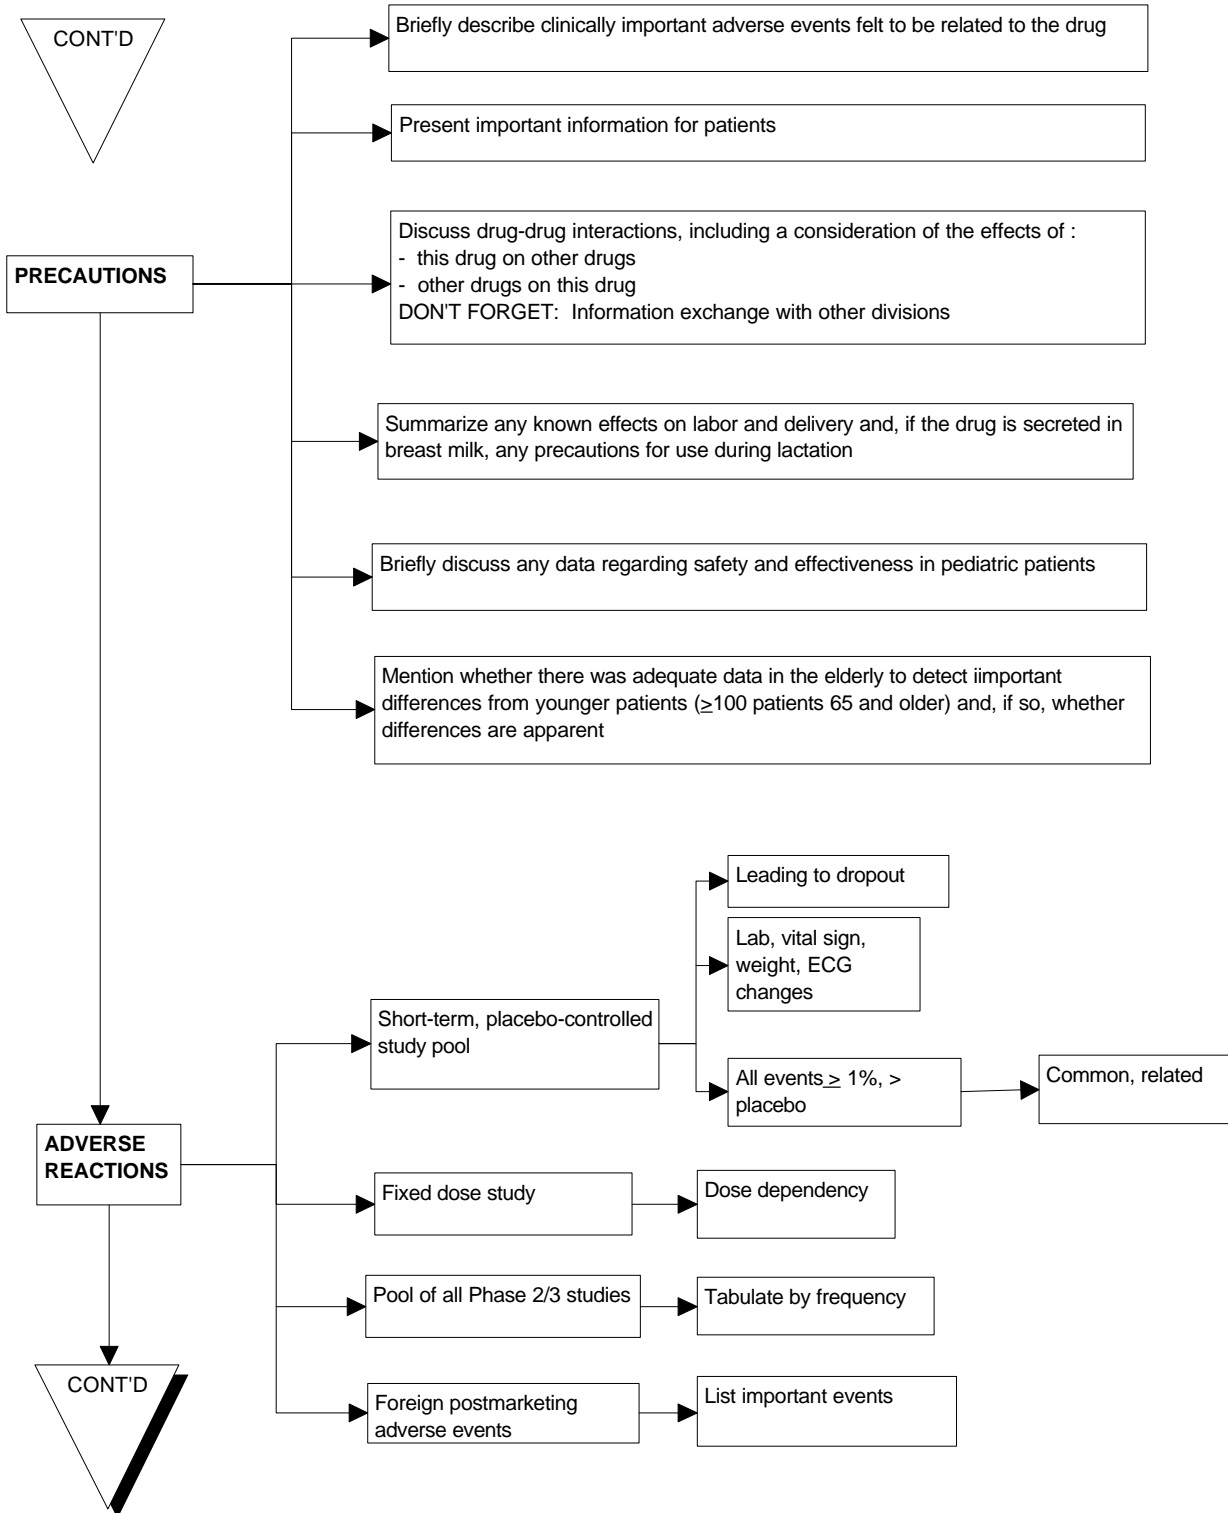 CONT'D
Briefly describe clinically important adverse events felt to be related to the drug
Present important information for patients
Discuss drug-drug interactions, including a consideration of the effects of :
- this drug on other drugs
- other drugs on this drug
DON'T FORGET: Information exchange with other divisions
PRECAUTIONS
Summarize any known effects on labor and delivery and, if the drug is secreted in
breast milk, any precautions for use during lactation
Briefly discuss any data regarding safety and effectiveness in pediatric patients
Mention whether there was adequate data in the elderly to detect iimportant
differences from younger patients (≥100 patients 65 and older) and, if so, whether
differences are apparent
Leading to dropout
Lab, vital sign,
weight, ECG
changes
Short-term, placebo-controlled
study pool
All events ≥ 1%, >
placebo
Common, related
ADVERSE
REACTIONS
Fixed dose study
Dose dependency
Pool of all Phase 2/3 studies
Tabulate by frequency
CONT'D
Foreign postmarketing
adverse events
List important events